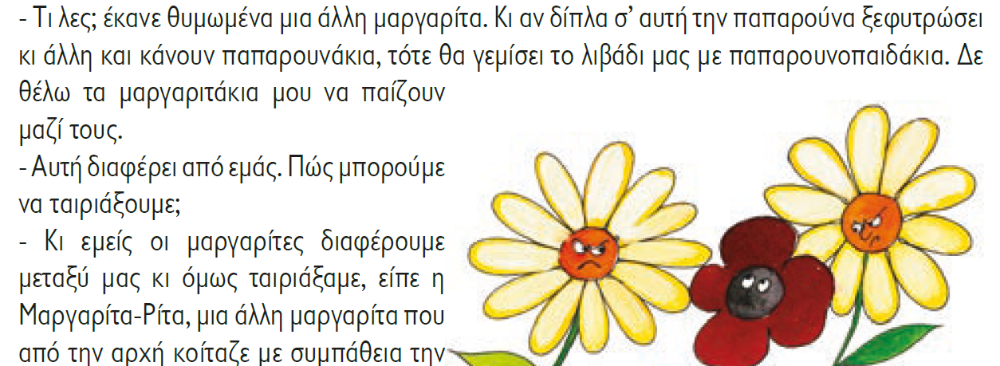 - Τι λες; έκανε θυμωμένα μια άλλη μαργαρίτα. Κι αν δίπλα σ’ αυτή την παπαρούνα ξεφυτρώσει
κι άλλη και κάνουν παπαρουνάκια, τότε θα γεμίσει το λιβάδι μας με παπαρουνοπαιδάκια. Δε
θέλω τα μαργαριτάκια μου να παίζουν
μαζί τους.
- Αυτή διαφέρει από εμάς. Πώς μπορούμε
να ταιριάξουμε;
- Κι εμείς οι μαργαρίτες διαφέρουμε
μεταξύ μας κι όμως ταιριάξαμε, είπε η
Μαργαρίτα-Ρίτα, μια άλλη μαργαρίτα που
από την αρχή κοίταζε με συμπάθεια την